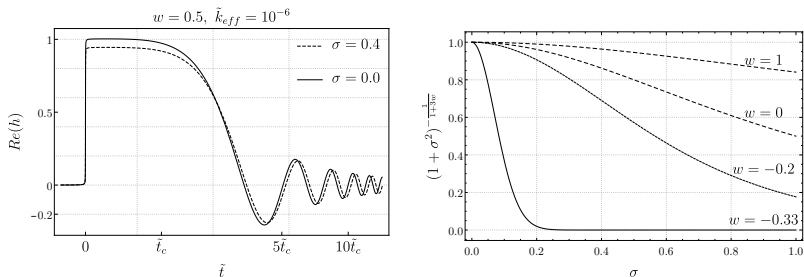 w = 0.5, k̃_eff = 10^−6
σ = 0.4
σ = 0.0
Re(h)
1
0.5
0
−0.2
0
t̃_c
5t̃_c
10t̃_c
t̃
(1 + σ²)^(−1/(1+3w))
1.0
0.8
0.6
0.4
0.2
0.0
w = 1
w = 0
w = −0.2
w = −0.33
0.0
0.2
0.4
0.6
0.8
1.0
σ